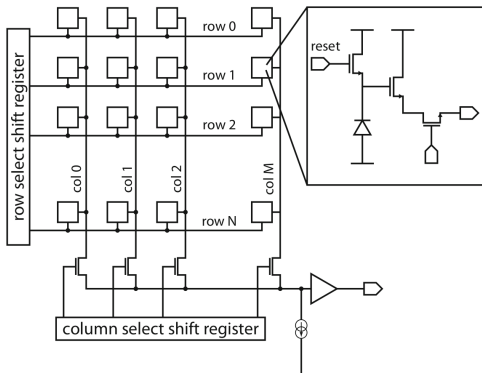 row 0
reset
row 1
row 2
row select shift register
col 0
col 1
col 2
col M
row N
column select shift register